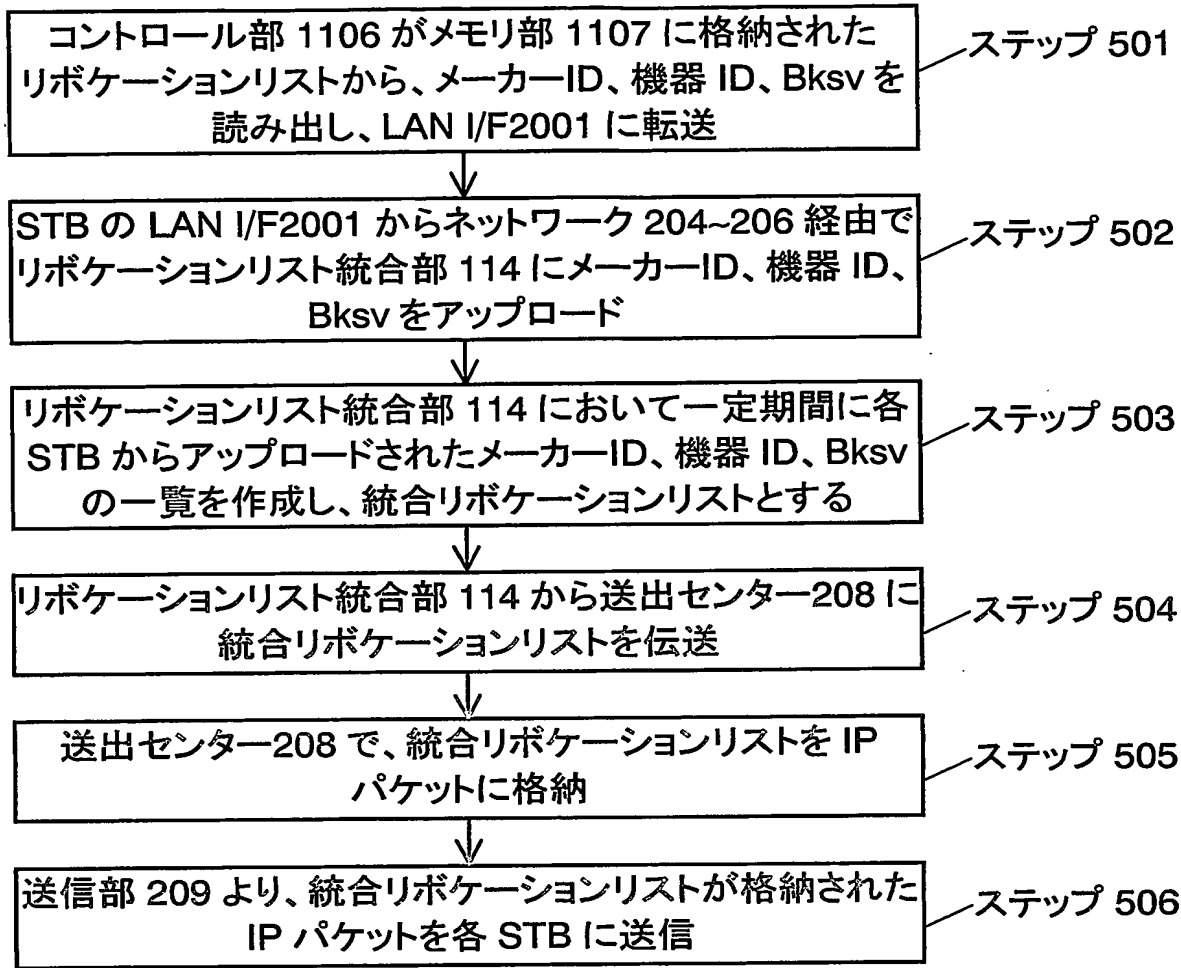 コントロール部 1106 がメモリ部 1107 に格納された
リボケーションリストから、メーカーID、機器 ID、Bksv を
読み出し、LAN I/F2001 に転送
ステップ 501
STB の LAN I/F2001 からネットワーク 204~206 経由で
リボケーションリスト統合部 114 にメーカーID、機器 ID、
Bksv をアップロード
ステップ 502
リボケーションリスト統合部 114 において一定期間に各
STB からアップロードされたメーカーID、機器 ID、Bksv
の一覧を作成し、統合リボケーションリストとする
ステップ 503
リボケーションリスト統合部 114 から送出センター208 に
統合リボケーションリストを伝送
ステップ 504
送出センター208 で、統合リボケーションリストを IP
パケットに格納
ステップ 505
送信部 209 より、統合リボケーションリストが格納された
IP パケットを各 STB に送信
ステップ 506